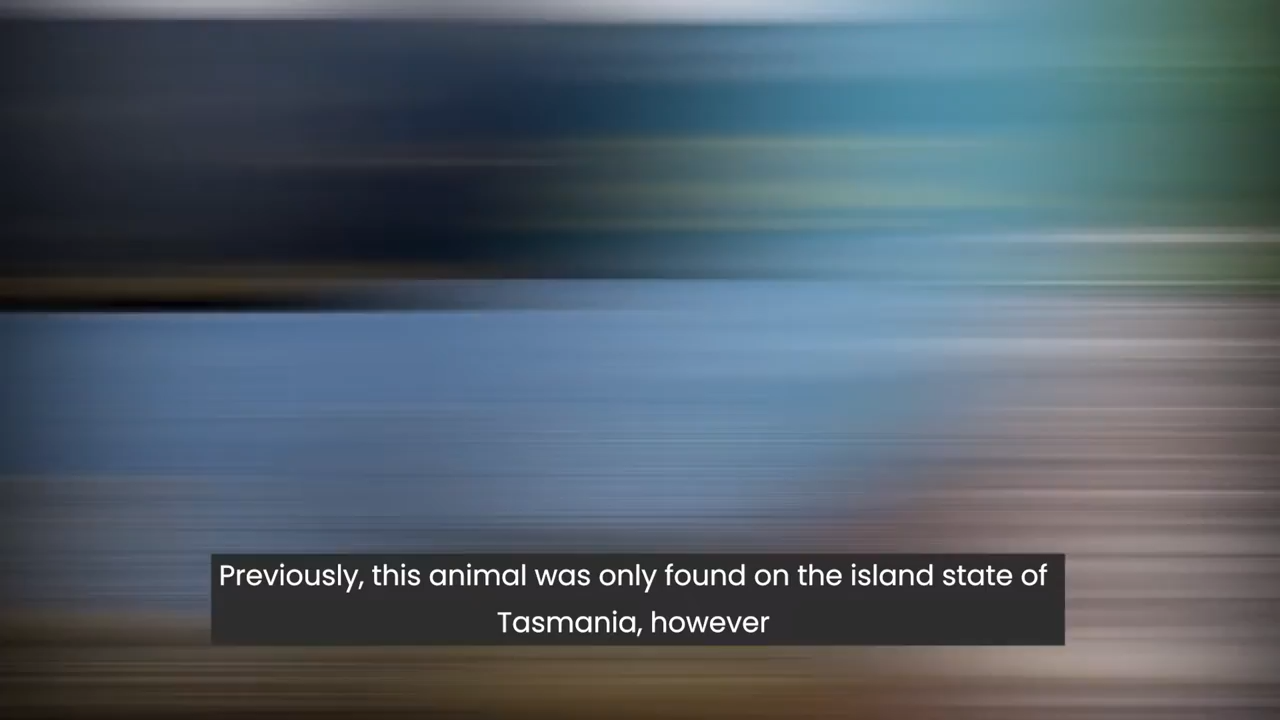 Previously, this animal was only found on the island state of
Tasmania, however